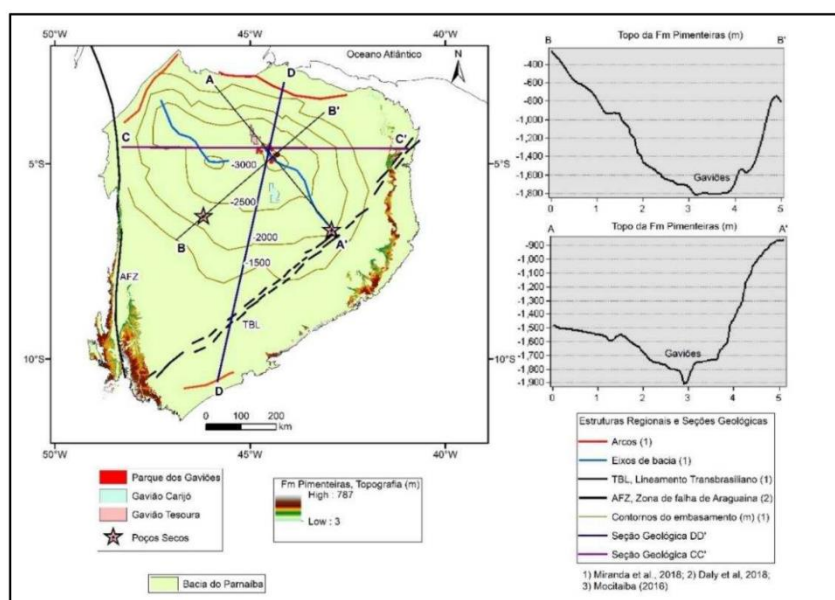 50°W
45°W
40°W
Oceano Atlântico
N
A
D
B'
C
C'
5°S
-3000
-2500
-2000
-1500
B
A'
AFZ
TBL
10°S
D
0 100 200
km
50°W
45°W
40°W
Parque dos Gaviões
Gavião Carijó
Gavião Tesoura
Poços Secos
Fm Pimenteiras, Topografia (m)
High : 787
Low : 3
Bacia do Parnaíba
B
Topo da Fm Pimenteiras (m)
B'
-400
-600
-800
-1,000
-1,200
-1,400
-1,600
-1,800
Gaviões
0 1 2 3 4 5
A
Topo da Fm Pimenteiras (m)
A'
-900
-1,000
-1,100
-1,200
-1,300
-1,400
-1,500
-1,600
-1,700
-1,800
-1,900
Gaviões
0 1 2 3 4 5
Estruturas Regionais e Seções Geológicas
Arcos (1)
Eixos de bacia (1)
TBL, Lineamento Transbrasiliano (1)
AFZ, Zona de falha de Araguaina (2)
Contornos do embasamento (m) (1)
Seção Geológica DD'
Seção Geológica CC'
1) Miranda et al., 2018; 2) Daly et al, 2018;
3) Mocitaiba (2016)